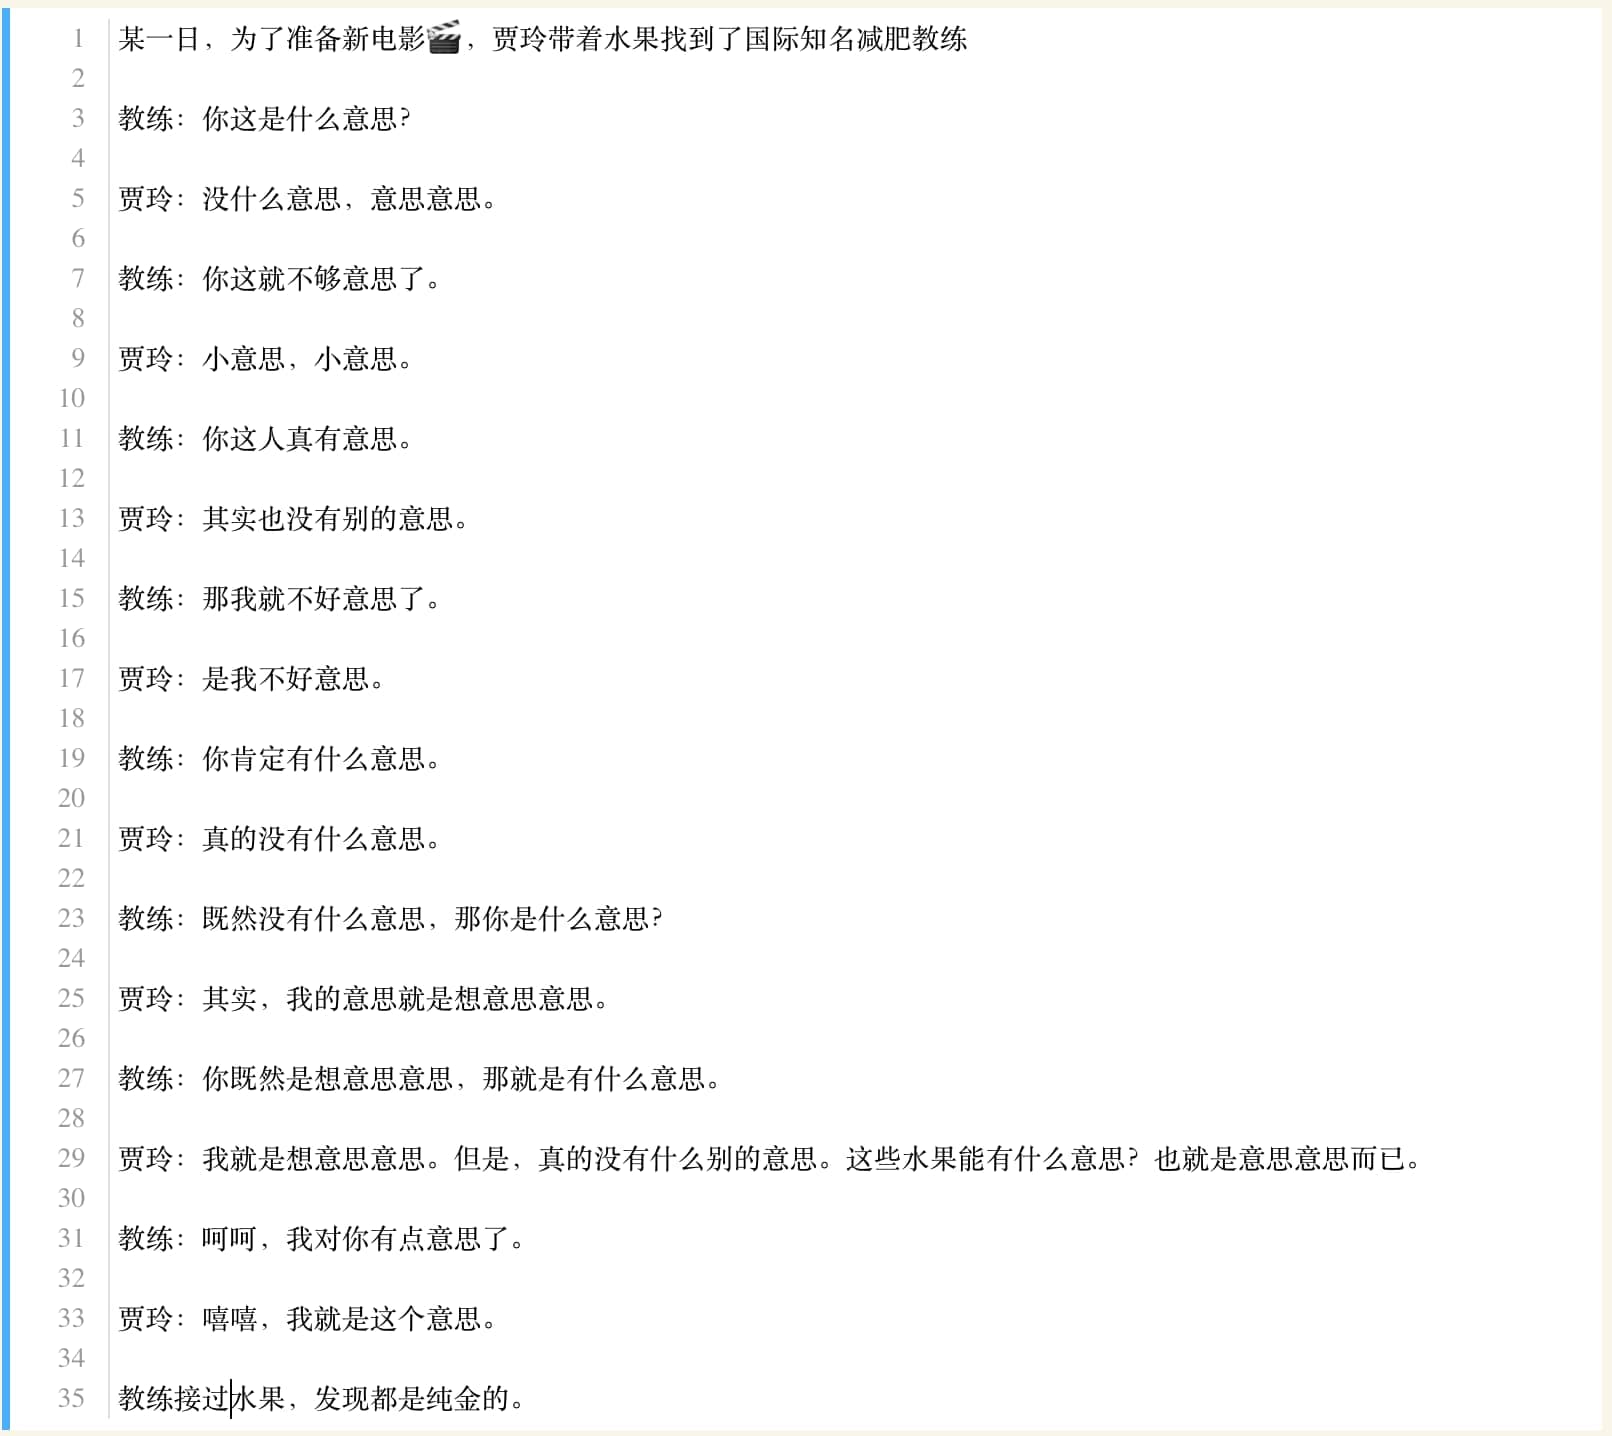 1 某一日，为了准备新电影🎬，贾玲带着水果找到了国际知名减肥教练
2
3 教练：你这是什么意思？
4
5 贾玲：没什么意思，意思意思。
6
7 教练：你这就不够意思了。
8
9 贾玲：小意思，小意思。
10
11 教练：你这人真有意思。
12
13 贾玲：其实也没有别的意思。
14
15 教练：那我就不好意思了。
16
17 贾玲：是我不好意思。
18
19 教练：你肯定有什么意思。
20
21 贾玲：真的没有什么意思。
22
23 教练：既然没有什么意思，那你是什么意思？
24
25 贾玲：其实，我的意思就是想意思意思。
26
27 教练：你既然是想意思意思，那就是有什么意思。
28
29 贾玲：我就是想意思意思。但是，真的没有什么别的意思。这些水果能有什么意思？也就是意思意思而已。
30
31 教练：呵呵，我对你有点意思了。
32
33 贾玲：嘻嘻，我就是这个意思。
34
35 教练接过水果，发现都是纯金的。